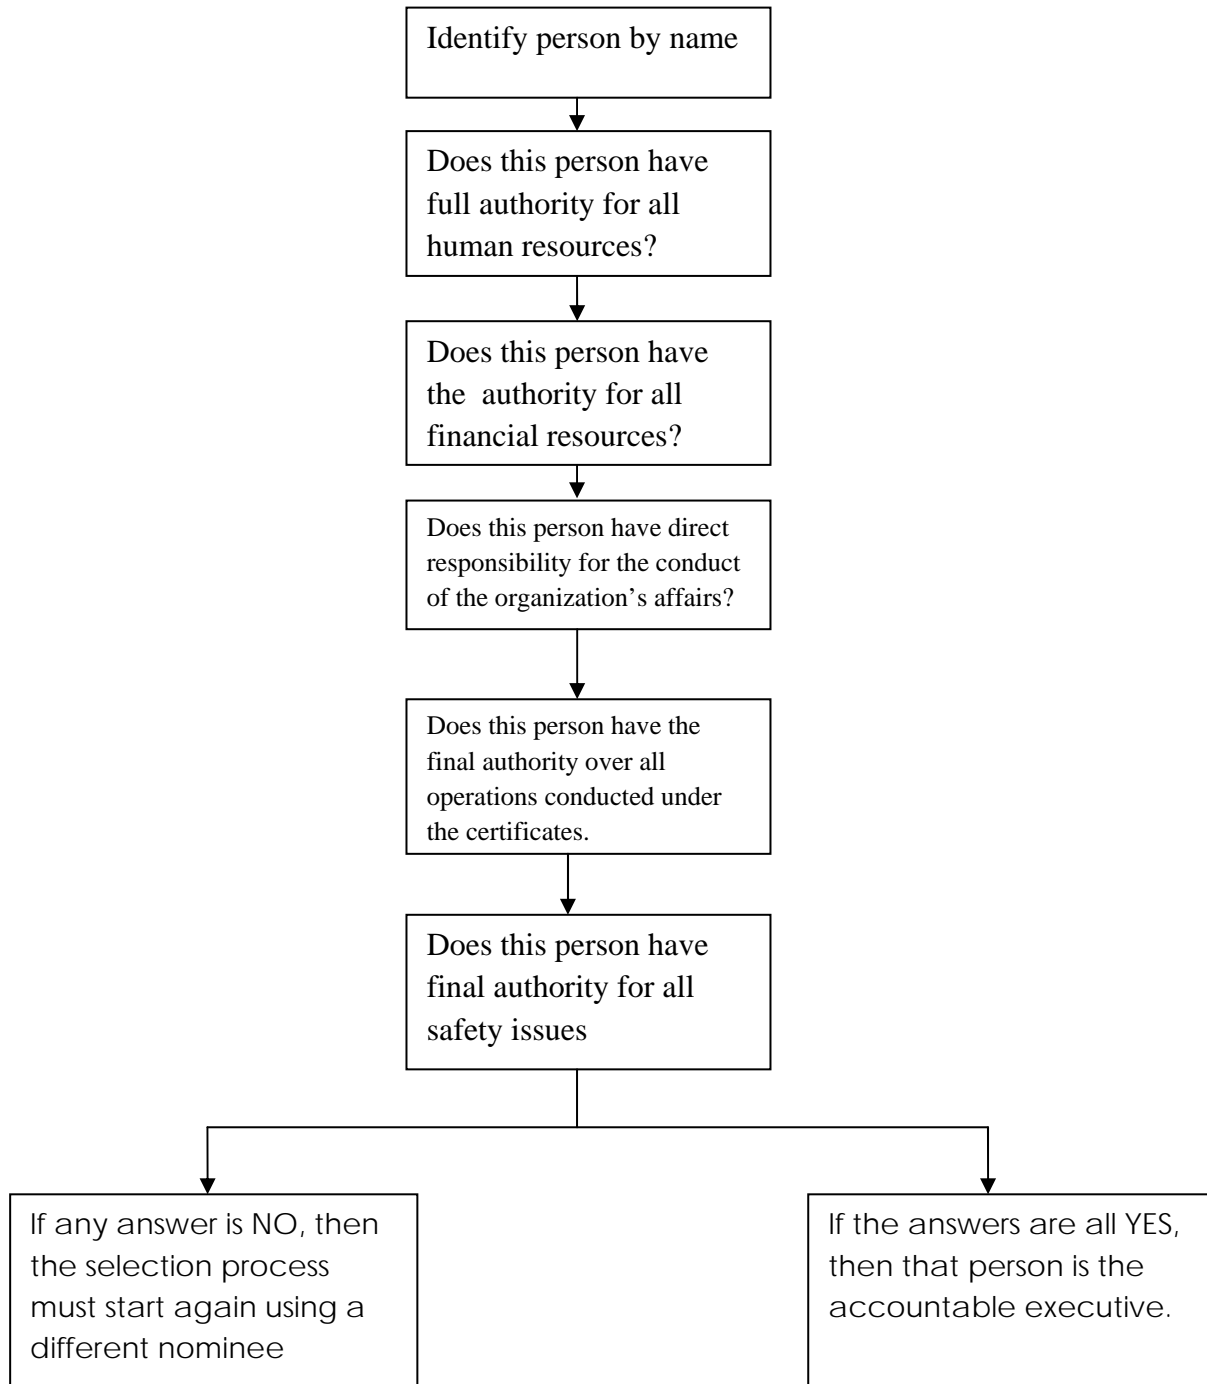 Identify person by name
Does this person have
full authority for all
human resources?
Does this person have
the  authority for all
financial resources?
Does this person have direct
responsibility for the conduct
of the organization’s affairs?
Does this person have the
final authority over all
operations conducted under
the certificates.
Does this person have
final authority for all
safety issues
If any answer is NO, then
the selection process
must start again using a
different nominee
If the answers are all YES,
then that person is the
accountable executive.